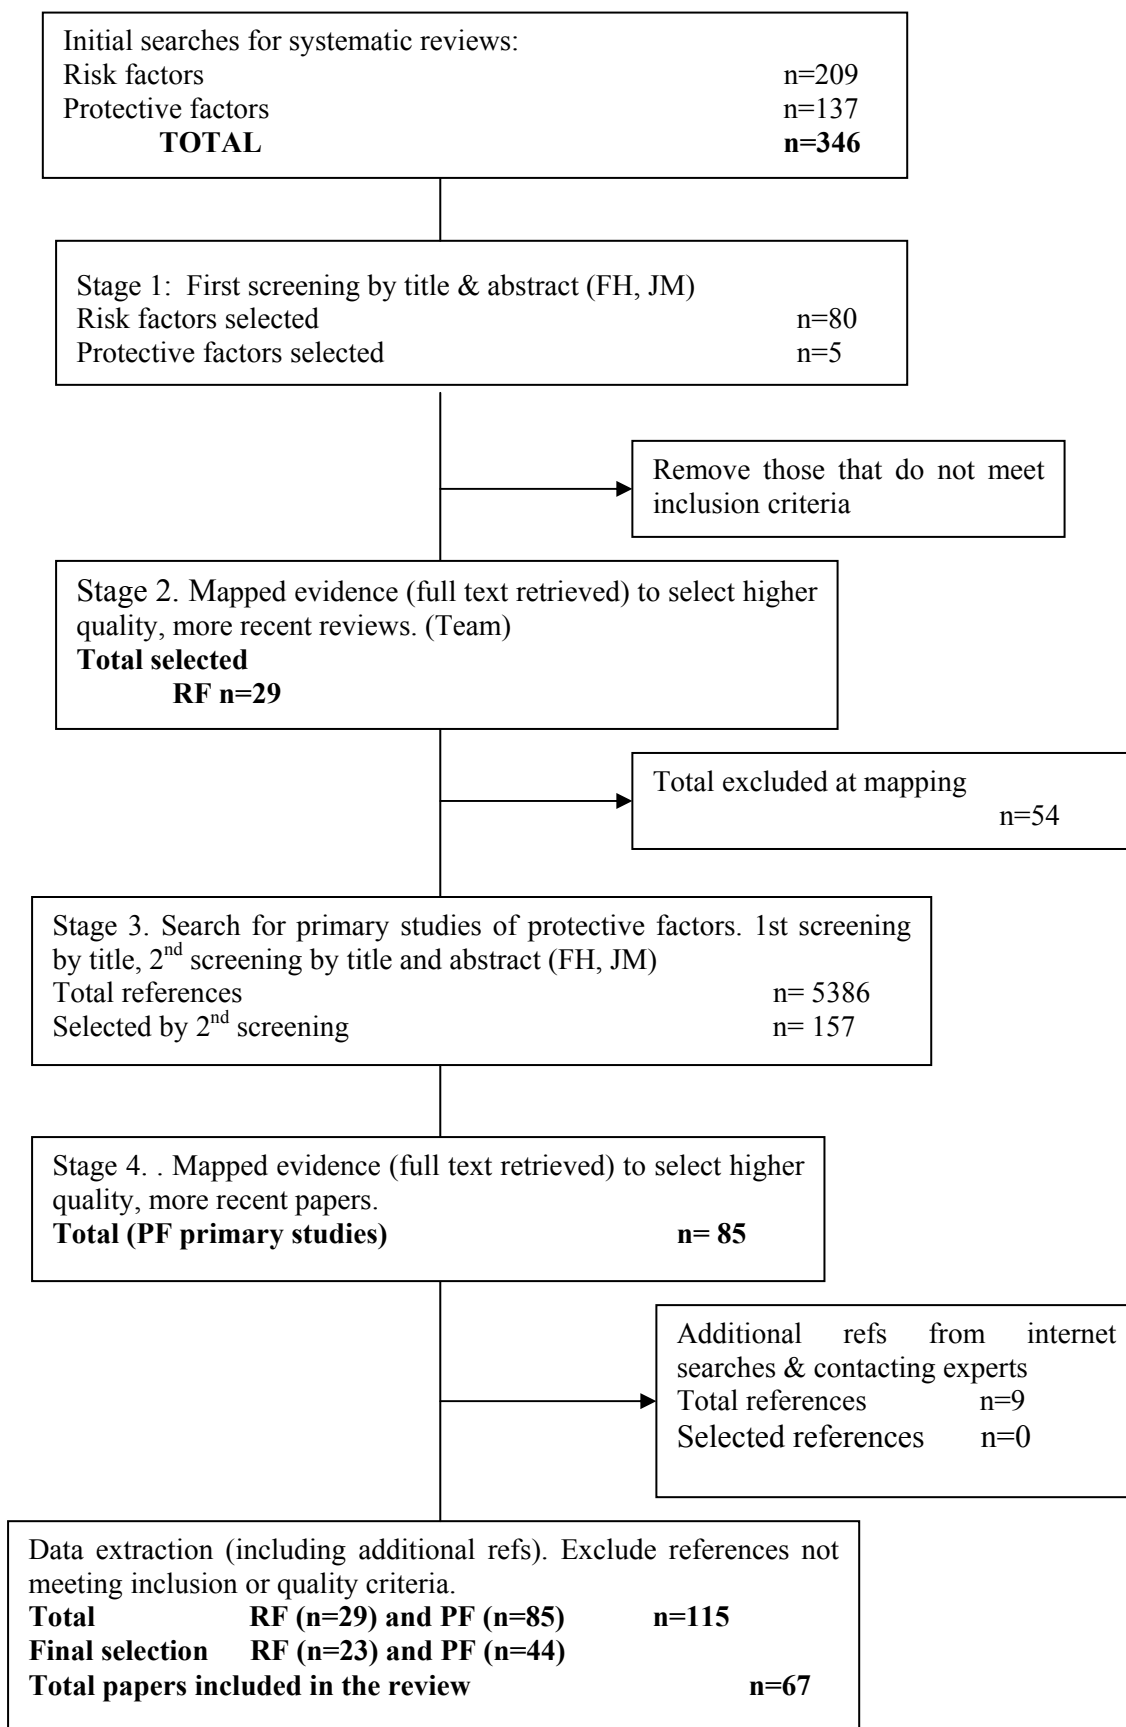 Initial searches for systematic reviews:
Risk factors n=209
Protective factors n=137
TOTAL n=346
Stage 1: First screening by title & abstract (FH, JM)
Risk factors selected n=80
Protective factors selected n=5
Remove those that do not meet
inclusion criteria
Stage 2. Mapped evidence (full text retrieved) to select higher
quality, more recent reviews. (Team)
Total selected
RF n=29
Total excluded at mapping
n=54
Stage 3. Search for primary studies of protective factors. 1st screening
by title, 2nd screening by title and abstract (FH, JM)
Total references n= 5386
Selected by 2nd screening n= 157
Stage 4. . Mapped evidence (full text retrieved) to select higher
quality, more recent papers.
Total (PF primary studies) n= 85
Additional refs from internet
searches & contacting experts
Total references n=9
Selected references n=0
Data extraction (including additional refs). Exclude references not
meeting inclusion or quality criteria.
Total RF (n=29) and PF (n=85) n=115
Final selection RF (n=23) and PF (n=44)
Total papers included in the review n=67